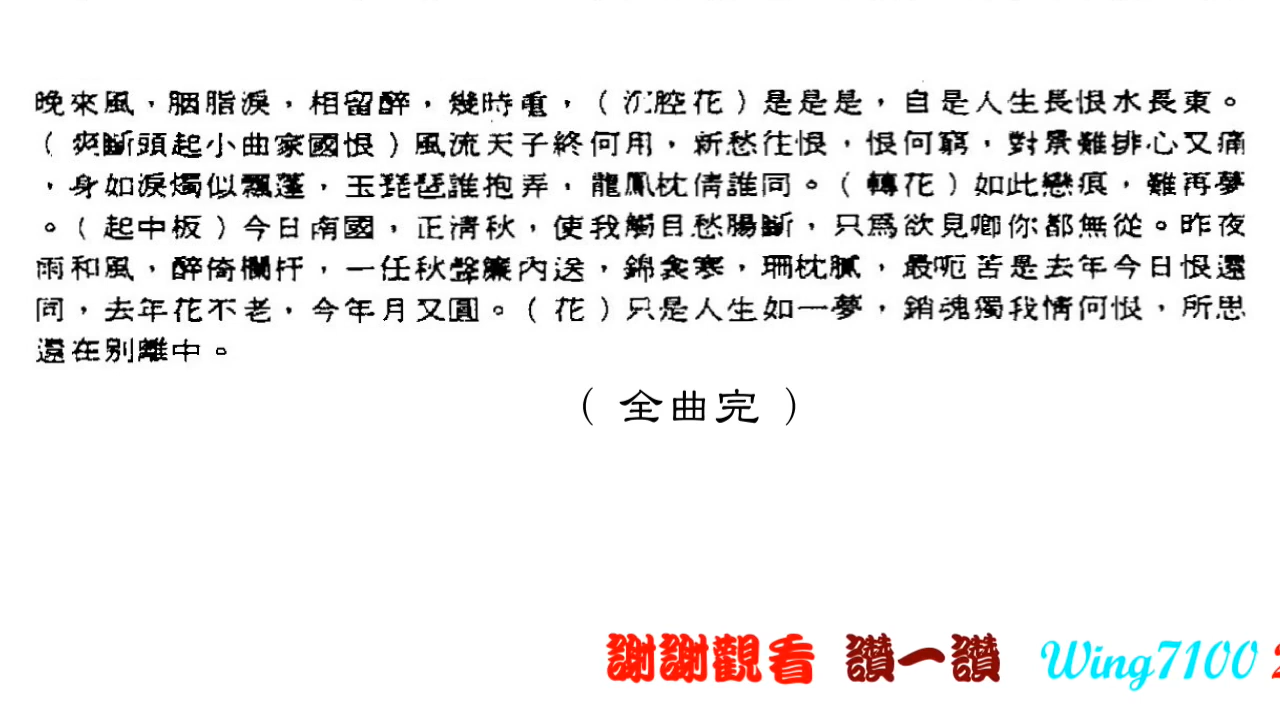 晚來風，胭脂淚，相留醉，幾時重，（沉腔花）是是是，自是人生長恨水長東。
（爽斷頭起小曲家國恨）風流天子終何用，新愁往恨，恨何窮，對景難排心又痛
，身如淚燭似飄蓬，玉琵琶誰抱弄，龍鳳枕倩誰同。（轉花）如此戀痕，難再夢
。（起中板）今日南國，正清秋，使我觸目愁腸斷，只為欲見卿你都無從。昨夜
雨和風，醉倚欄杆，一任秋聲簾內送，錦衾寒，珊枕膩，最呃苦是去年今日恨還
同，去年花不老，今年月又圓。（花）只是人生如一夢，銷魂獨我情何恨，所思
還在別離中。
（全曲完）
謝謝觀看 讚一讚 Wing7100 2